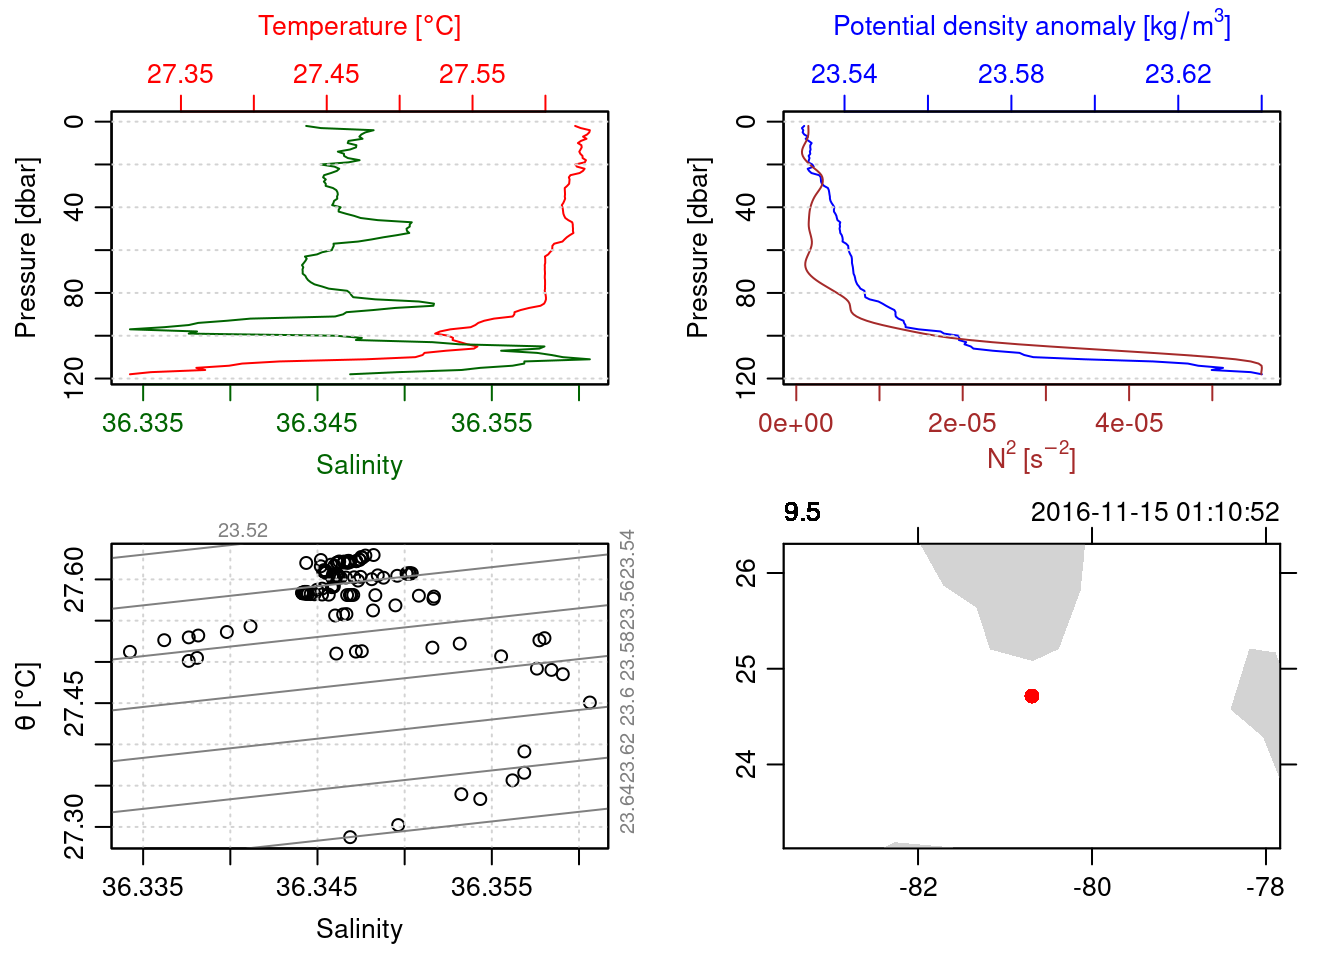 Temperature [°C]
27.35 27.45 27.55
Pressure [dbar]
0 40 80 120
36.335 36.345 36.355
Salinity
Potential density anomaly [kg/m³]
23.54 23.58 23.62
Pressure [dbar]
0 40 80 120
0e+00 2e-05 4e-05
N² [s⁻²]
23.52
θ [°C]
27.60 27.45 27.30
23.54
23.56
23.58
23.58
23.6
23.62
23.64
36.335 36.345 36.355
Salinity
9.5 2016-11-15 01:10:52
26
25
24
-82 -80 -78